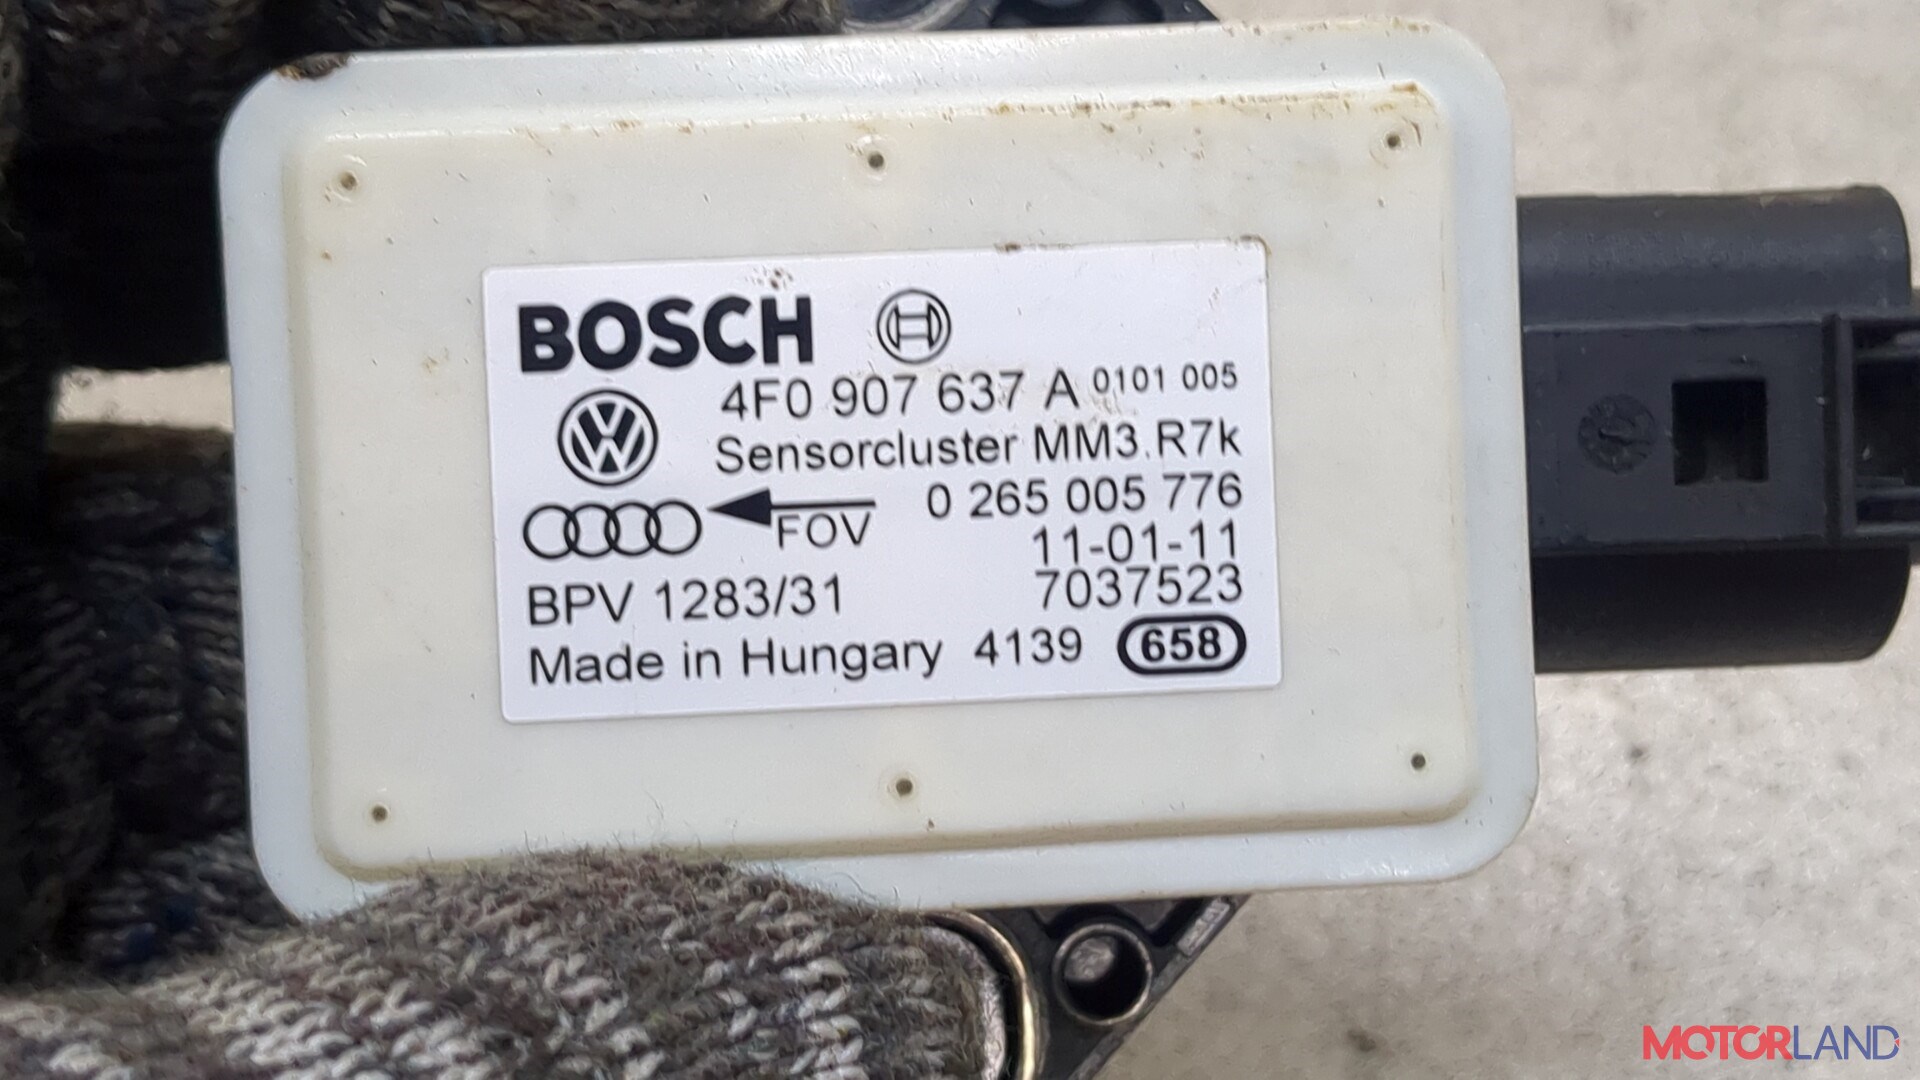 BOSCH
4F0 907 637 A 0101 005
Sensorcluster MM3.R7k
0 265 005 776
FOV
11-01-11
BPV 1283/31 7037523
Made in Hungary 4139 658
MOTORLAND